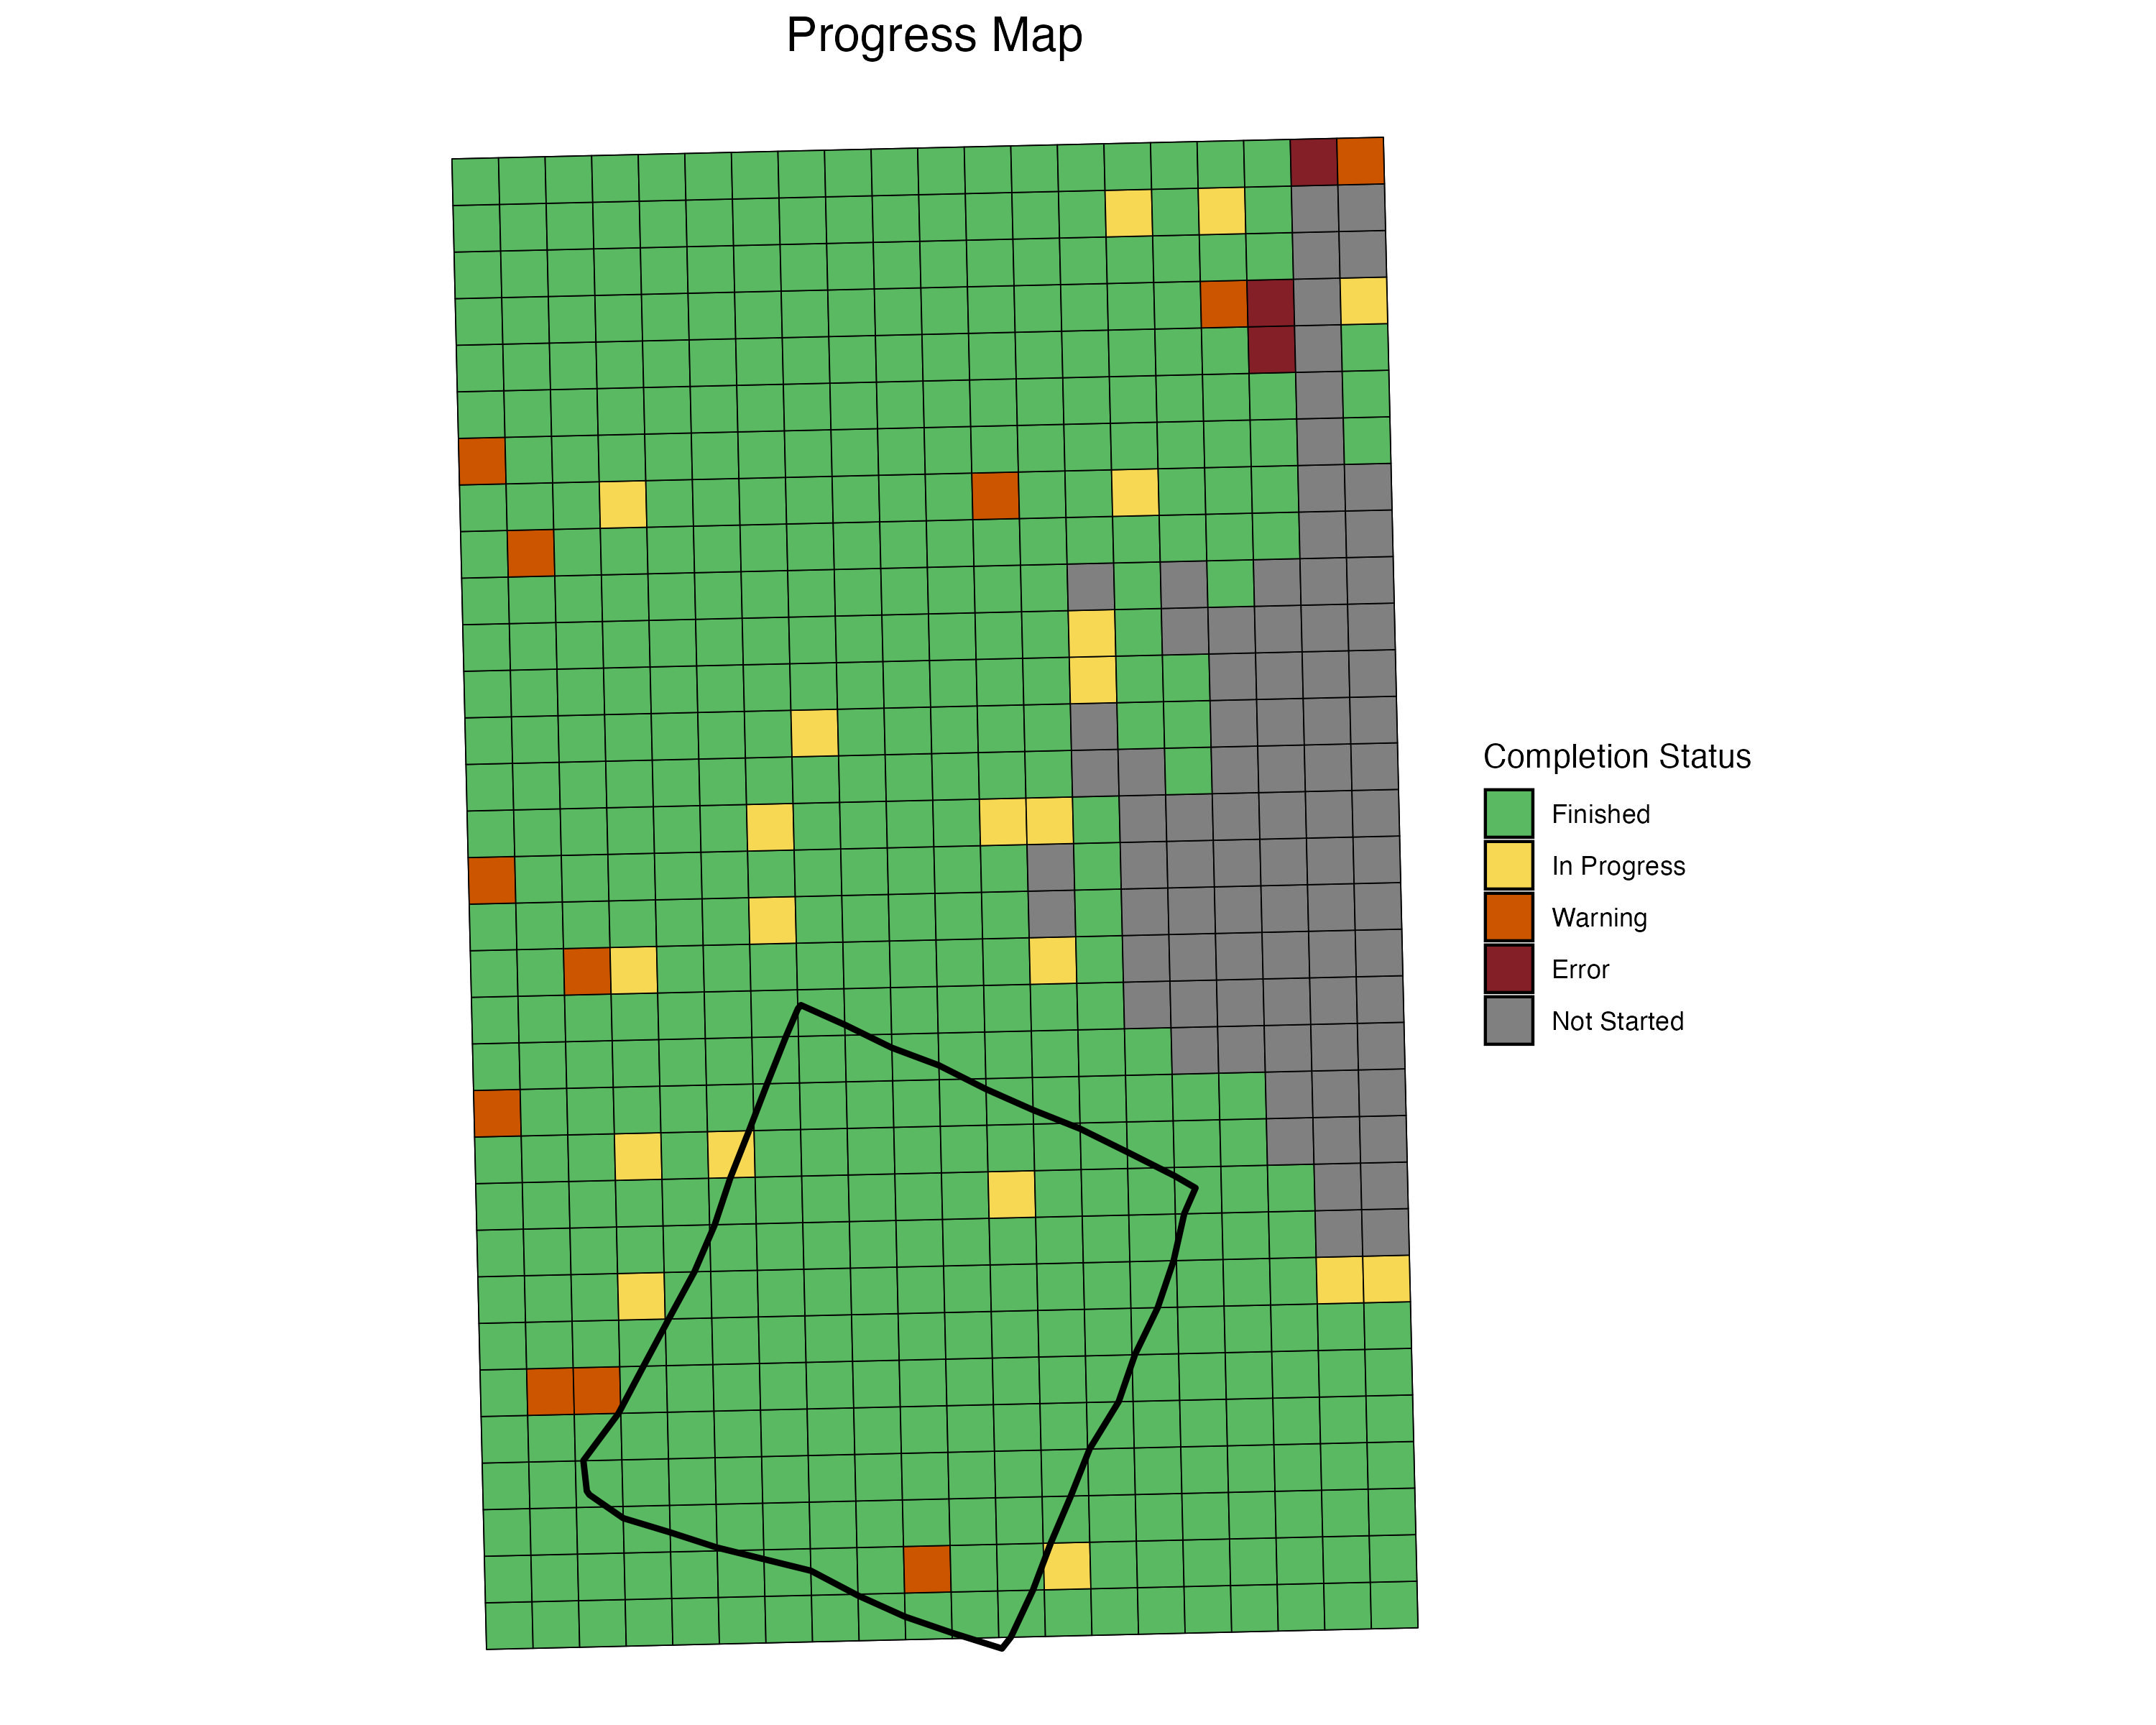 Progress Map
Completion Status
Finished
In Progress
Warning
Error
Not Started